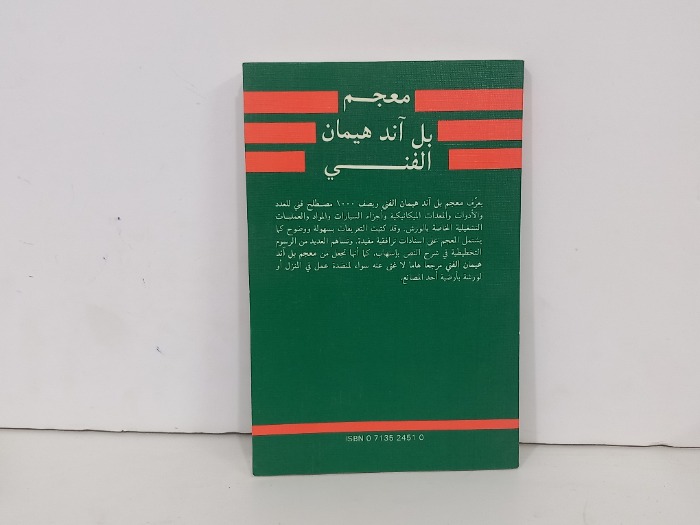 معجم
بل آند هيمان
الفني
يعرّف معجم بل آند هيمان الفني ويصف ١٠٠٠ مصطلح فني للعدد
والأدوات والمعدات الميكانيكية وأجزاء السيارات والمواد والعمليات
التشغيلية الخاصة بالورش. وقد كتبت التعريفات بسهولة ووضوح كما
يشتمل المعجم على اسنادات ترافقية مفيدة. وتساهم العديد من الرسوم
التخطيطية في شرح النص بإسهاب، كما أنها تجعل من معجم بل آند
هيمان الفني مرجعا هاما لا غنى عنه سواء لمنضدة عمل في المنزل أو
لورشة بأرضية أحد المصانع.
ISBN 0 7135 2451 0